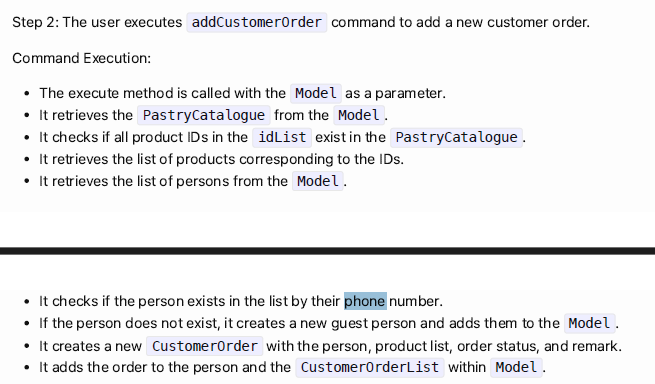 Step 2: The user executes addCustomerOrder command to add a new customer order.
Command Execution:
• The execute method is called with the Model as a parameter.
• It retrieves the PastryCatalogue from the Model.
• It checks if all product IDs in the idList exist in the PastryCatalogue.
• It retrieves the list of products corresponding to the IDs.
• It retrieves the list of persons from the Model.
• It checks if the person exists in the list by their phone number.
• If the person does not exist, it creates a new guest person and adds them to the Model.
• It creates a new CustomerOrder with the person, product list, order status, and remark.
• It adds the order to the person and the CustomerOrderList within Model.